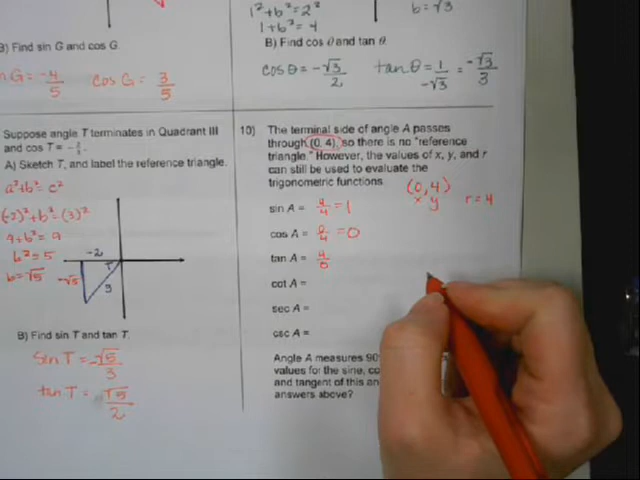 1² + b² = 2²
1 + b² = 4
b = √3
B) Find sin G and cos G.
G = -4/5 cos G = 3/5
B) Find cos θ and tan θ.
cos θ = -√3/2 tan θ = 1/-√3 = -√3/3
Suppose angle T terminates in Quadrant III
and cos T =
A) Sketch T, and label the reference triangle.
a² + b² = c²
(-2)² + b² = (3)²
4 + b² = 9
b² = 5
b = √5
-2
T
-√5
3
B) Find sin T and tan T.
sin T = -√5/3
tan T = √5/2
10) The terminal side of angle A passes
through (0, 4), so there is no "reference
triangle." However, the values of x, y, and r
can still be used to evaluate the
trigonometric functions.
(0, 4)
x y r = 4
sin A = 4/4 = 1
cos A = 0/4 = 0
tan A = 4/0
cot A =
sec A =
csc A =
Angle A measures 90
values for the sine, co
and tangent of this an
answers above?